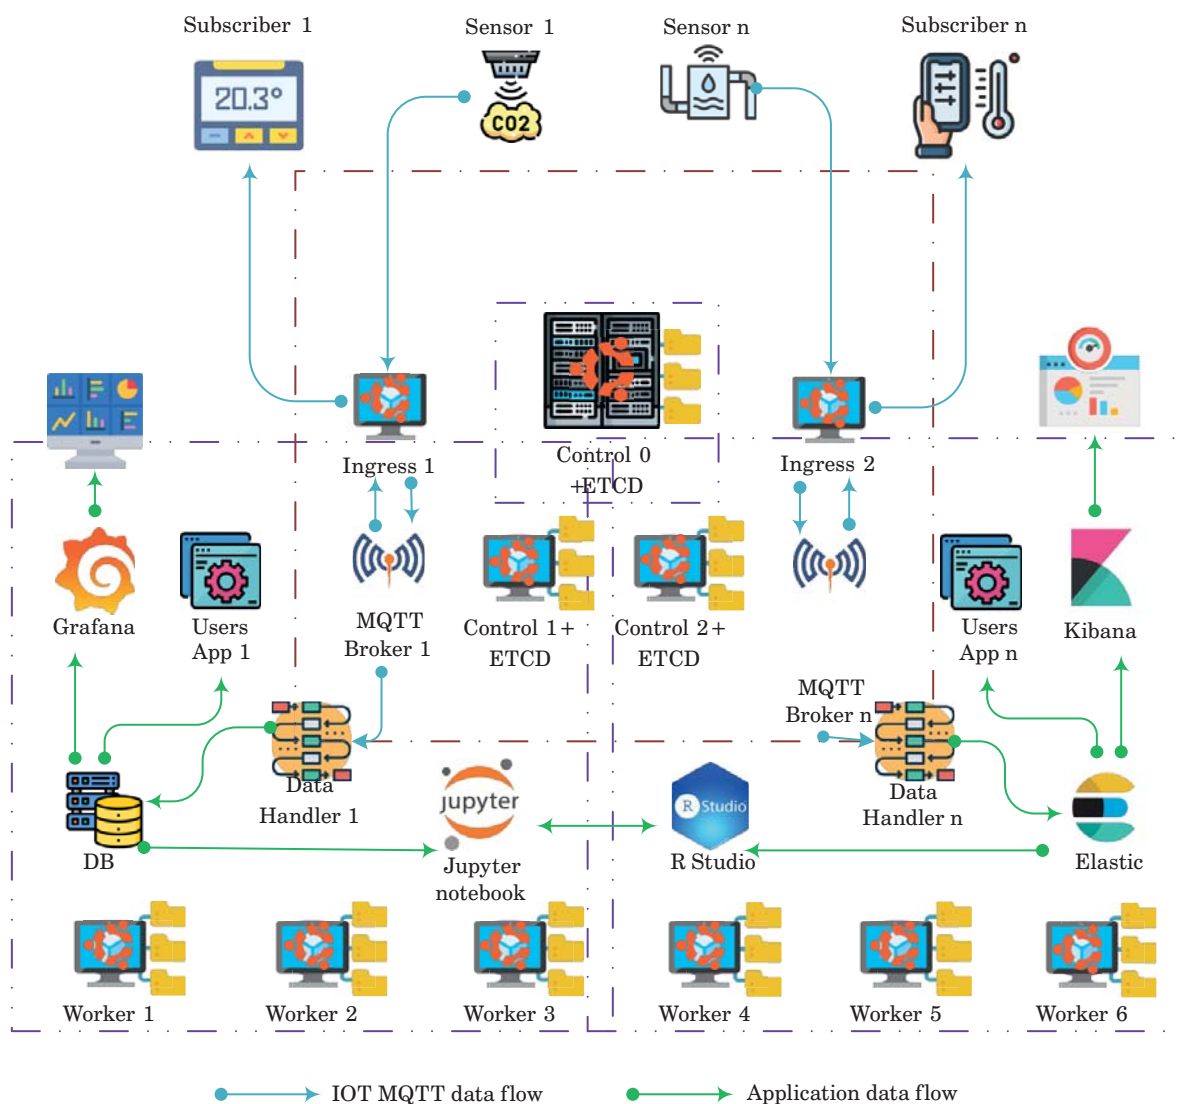 Subscriber 1
Sensor 1
Sensor n
Subscriber n
20.3°
CO2
Ingress 1
Control 0
+ETCD
Ingress 2
Grafana
Users
App 1
MQTT
Broker 1
Control 1+
ETCD
Control 2+
ETCD
Users
App n
Kibana
MQTT
Broker n
Data
Handler 1
Data
Handler n
jupyter
R Studio
DB
Jupyter
notebook
R Studio
Elastic
Worker 1
Worker 2
Worker 3
Worker 4
Worker 5
Worker 6
IOT MQTT data flow
Application data flow